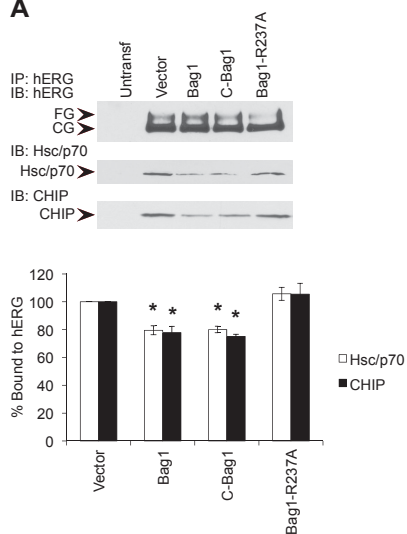 A
Untransf
Vector
Bag1
C-Bag1
Bag1-R237A
IP: hERG
IB: hERG
FG
CG
IB: Hsc/p70
Hsc/p70
IB: CHIP
CHIP
120
100
80
60
40
20
0
% Bound to hERG
* * * *
Hsc/p70
CHIP
Vector
Bag1
C-Bag1
Bag1-R237A